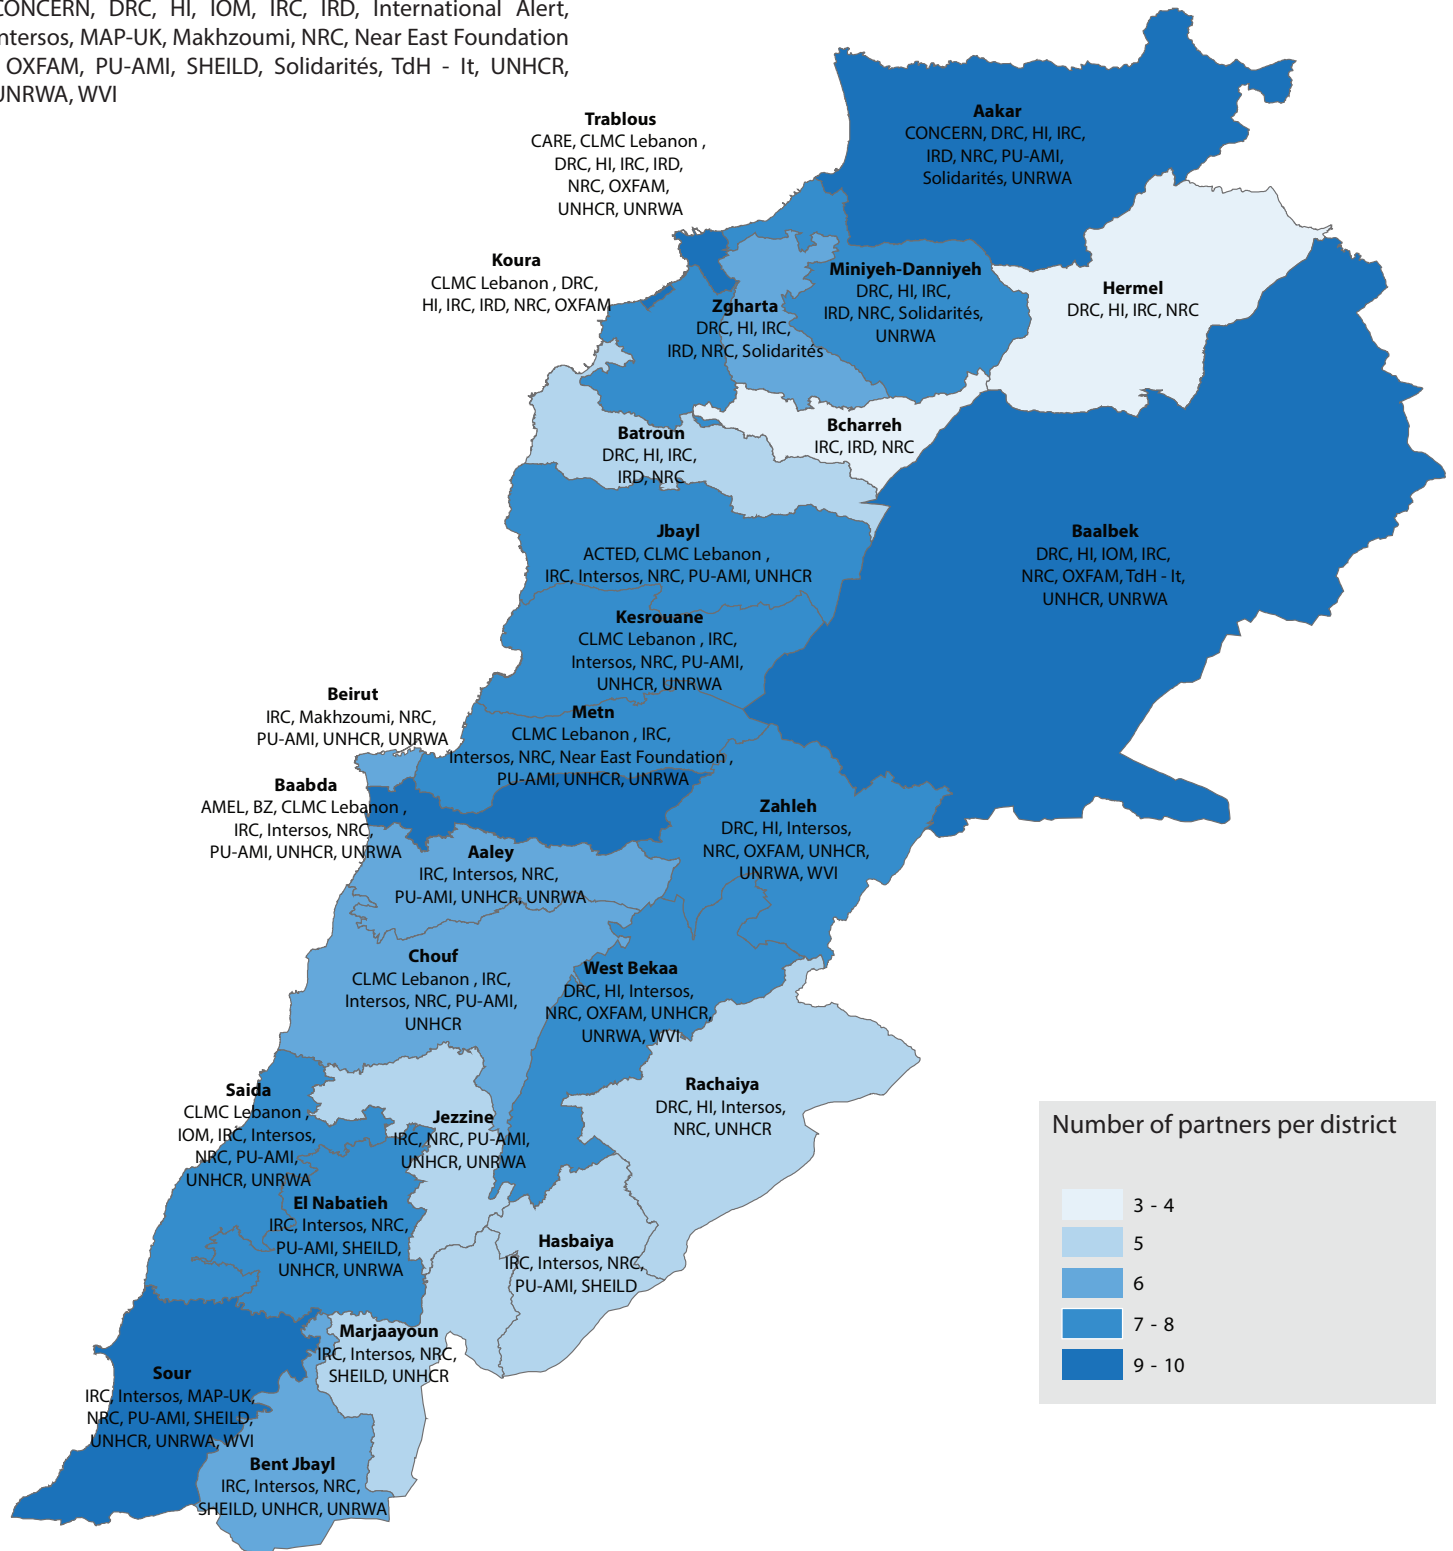 CONCERN, DRC, HI, IOM, IRC, IRD, International Alert,
Intersos, MAP-UK, Makhzoumi, NRC, Near East Foundation
, OXFAM, PU-AMI, SHEILD, Solidarités, TdH - It, UNHCR,
UNRWA, WVI
Trablous
CARE, CLMC Lebanon ,
DRC, HI, IRC, IRD,
NRC, OXFAM,
UNHCR, UNRWA
Aakar
CONCERN, DRC, HI, IRC,
IRD, NRC, PU-AMI,
Solidarités, UNRWA
Koura
CLMC Lebanon , DRC,
HI, IRC, IRD, NRC, OXFAM
Zgharta
DRC, HI, IRC,
IRD, NRC, Solidarités
Miniyeh-Danniyeh
DRC, HI, IRC,
IRD, NRC, Solidarités,
UNRWA
Hermel
DRC, HI, IRC, NRC
Batroun
DRC, HI, IRC,
IRD, NRC
Bcharreh
IRC, IRD, NRC
Jbayl
ACTED, CLMC Lebanon ,
IRC, Intersos, NRC, PU-AMI, UNHCR
Baalbek
DRC, HI, IOM, IRC,
NRC, OXFAM, TdH - It,
UNHCR, UNRWA
Kesrouane
CLMC Lebanon , IRC,
Intersos, NRC, PU-AMI,
UNHCR, UNRWA
Beirut
IRC, Makhzoumi, NRC,
PU-AMI, UNHCR, UNRWA
Metn
CLMC Lebanon , IRC,
Intersos, NRC, Near East Foundation ,
PU-AMI, UNHCR, UNRWA
Baabda
AMEL, BZ, CLMC Lebanon ,
IRC, Intersos, NRC,
PU-AMI, UNHCR, UNRWA
Zahleh
DRC, HI, Intersos,
NRC, OXFAM, UNHCR,
UNRWA, WVI
Aaley
IRC, Intersos, NRC,
PU-AMI, UNHCR, UNRWA
Chouf
CLMC Lebanon , IRC,
Intersos, NRC, PU-AMI,
UNHCR
West Bekaa
DRC, HI, Intersos,
NRC, OXFAM, UNHCR,
UNRWA, WVI
Saida
CLMC Lebanon ,
IOM, IRC, Intersos,
NRC, PU-AMI,
UNHCR, UNRWA
Jezzine
IRC, NRC, PU-AMI,
UNHCR, UNRWA
Rachaiya
DRC, HI, Intersos,
NRC, UNHCR
El Nabatieh
IRC, Intersos, NRC,
PU-AMI, SHEILD,
UNHCR, UNRWA
Hasbaiya
IRC, Intersos, NRC,
PU-AMI, SHEILD
Marjaayoun
IRC, Intersos, NRC,
SHEILD, UNHCR
Sour
IRC, Intersos, MAP-UK,
NRC, PU-AMI, SHEILD,
UNHCR, UNRWA, WVI
Bent Jbayl
IRC, Intersos, NRC,
SHEILD, UNHCR, UNRWA
Number of partners per district
3 - 4
5
6
7 - 8
9 - 10